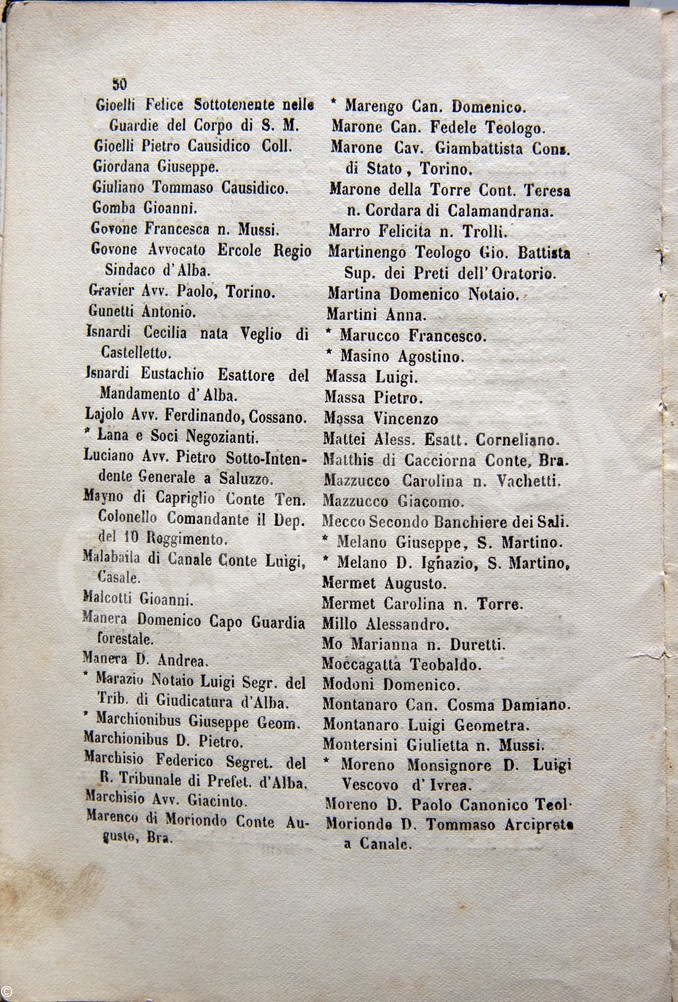 50
Gioelli Felice Sottotenente nelle
Guardie del Corpo di S. M.
Gioelli Pietro Causidico Coll.
Giordana Giuseppe.
Giuliano Tommaso Causidico.
Gomba Gioanni.
Govone Francesca n. Mussi.
Govone Avvocato Ercole Regio
Sindaco d'Alba.
Gravier Avv. Paolo, Torino.
Gunetti Antonio.
Isnardi Cecilia nata Veglio di
Castelletto.
Isnardi Eustachio Esattore del
Mandamento d'Alba.
Lajolo Avv. Ferdinando, Cossano.
* Lana e Soci Negozianti.
Luciano Avv. Pietro Sotto-Inten-
dente Generale a Saluzzo.
Mayno di Capriglio Conte Ten.
Colonello Comandante il Dep.
del 10 Reggimento.
Malabaila di Canale Conte Luigi,
Casale.
Malcotti Gioanni.
Manera Domenico Capo Guardia
forestale.
Manera D. Andrea.
* Marazio Notaio Luigi Segr. del
Trib. di Giudicatura d'Alba.
* Marchionibus Giuseppe Geom.
Marchionibus D. Pietro.
Marchisio Federico Segret. del
R. Tribunale di Prefet. d'Alba.
Marchisio Avv. Giacinto.
Marenco di Moriondo Conte Au-
gusto, Bra.
* Marengo Can. Domenico.
Marone Can. Fedele Teologo.
Marone Cav. Giambattista Cons.
di Stato, Torino.
Marone della Torre Cont. Teresa
n. Cordara di Calamandrana.
Marro Felicita n. Trolli.
Martinengo Teologo Gio. Battista
Sup. dei Preti dell'Oratorio.
Martina Domenico Notaio.
Martini Anna.
* Marucco Francesco.
* Masino Agostino.
Massa Luigi.
Massa Pietro.
Massa Vincenzo
Mattei Aless. Esatt. Corneliano.
Matthis di Cacciorna Conte, Bra.
Mazzucco Carolina n. Vachetti.
Mazzucco Giacomo.
Mecco Secondo Banchiere dei Sali.
* Melano Giuseppe, S. Martino.
* Melano D. Ignazio, S. Martino.
Mermet Augusto.
Mermet Carolina n. Torre.
Millo Alessandro.
Mo Marianna n. Duretti.
Moccagatta Teobaldo.
Modoni Domenico.
Montanaro Can. Cosma Damiano.
Montanaro Luigi Geometra.
Montersini Giulietta n. Mussi.
* Moreno Monsignore D. Luigi
Vescovo d'Ivrea.
Moreno D. Paolo Canonico Teol.
Morionde D. Tommaso Arciprete
a Canale.
©